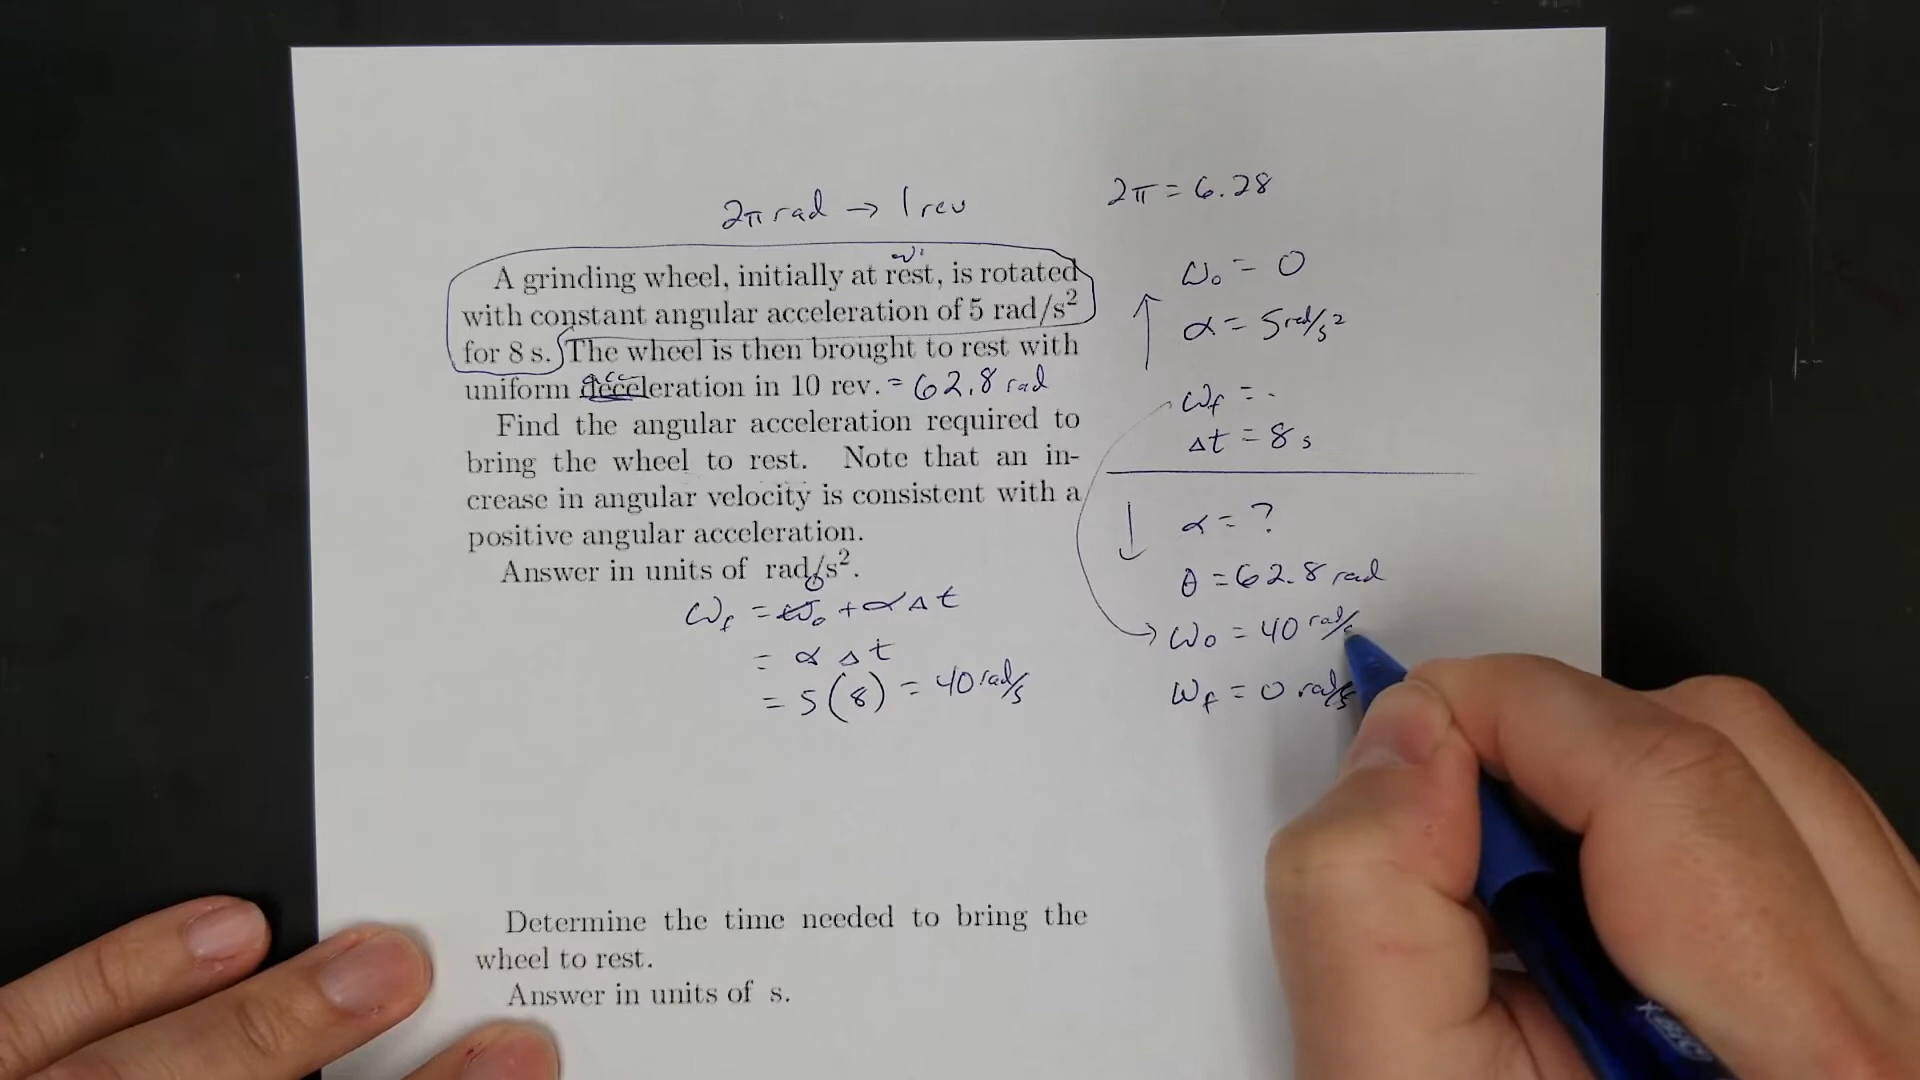 2π rad → 1 rev
2π = 6.28
A grinding wheel, initially at rest, is rotated
with constant angular acceleration of 5 rad/s²
for 8 s. The wheel is then brought to rest with
uniform deceleration in 10 rev. = 62.8 rad
Find the angular acceleration required to
bring the wheel to rest. Note that an in-
crease in angular velocity is consistent with a
positive angular acceleration.
Answer in units of rad/s².
ω₀ = 0
α = 5 rad/s²
ωf = .
Δt = 8 s
α = ?
θ = 62.8 rad
ω₀ = 40 rad/s
ωf = 0 rad/s
0
ωf = ω₀ + α Δt
= α Δt
= 5 (8) = 40 rad/s
Determine the time needed to bring the
wheel to rest.
Answer in units of s.